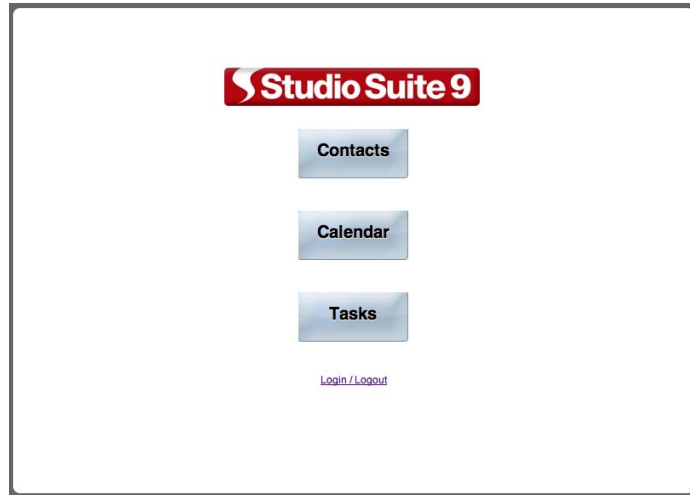 Studio Suite 9
Contacts
Calendar
Tasks
Login / Logout